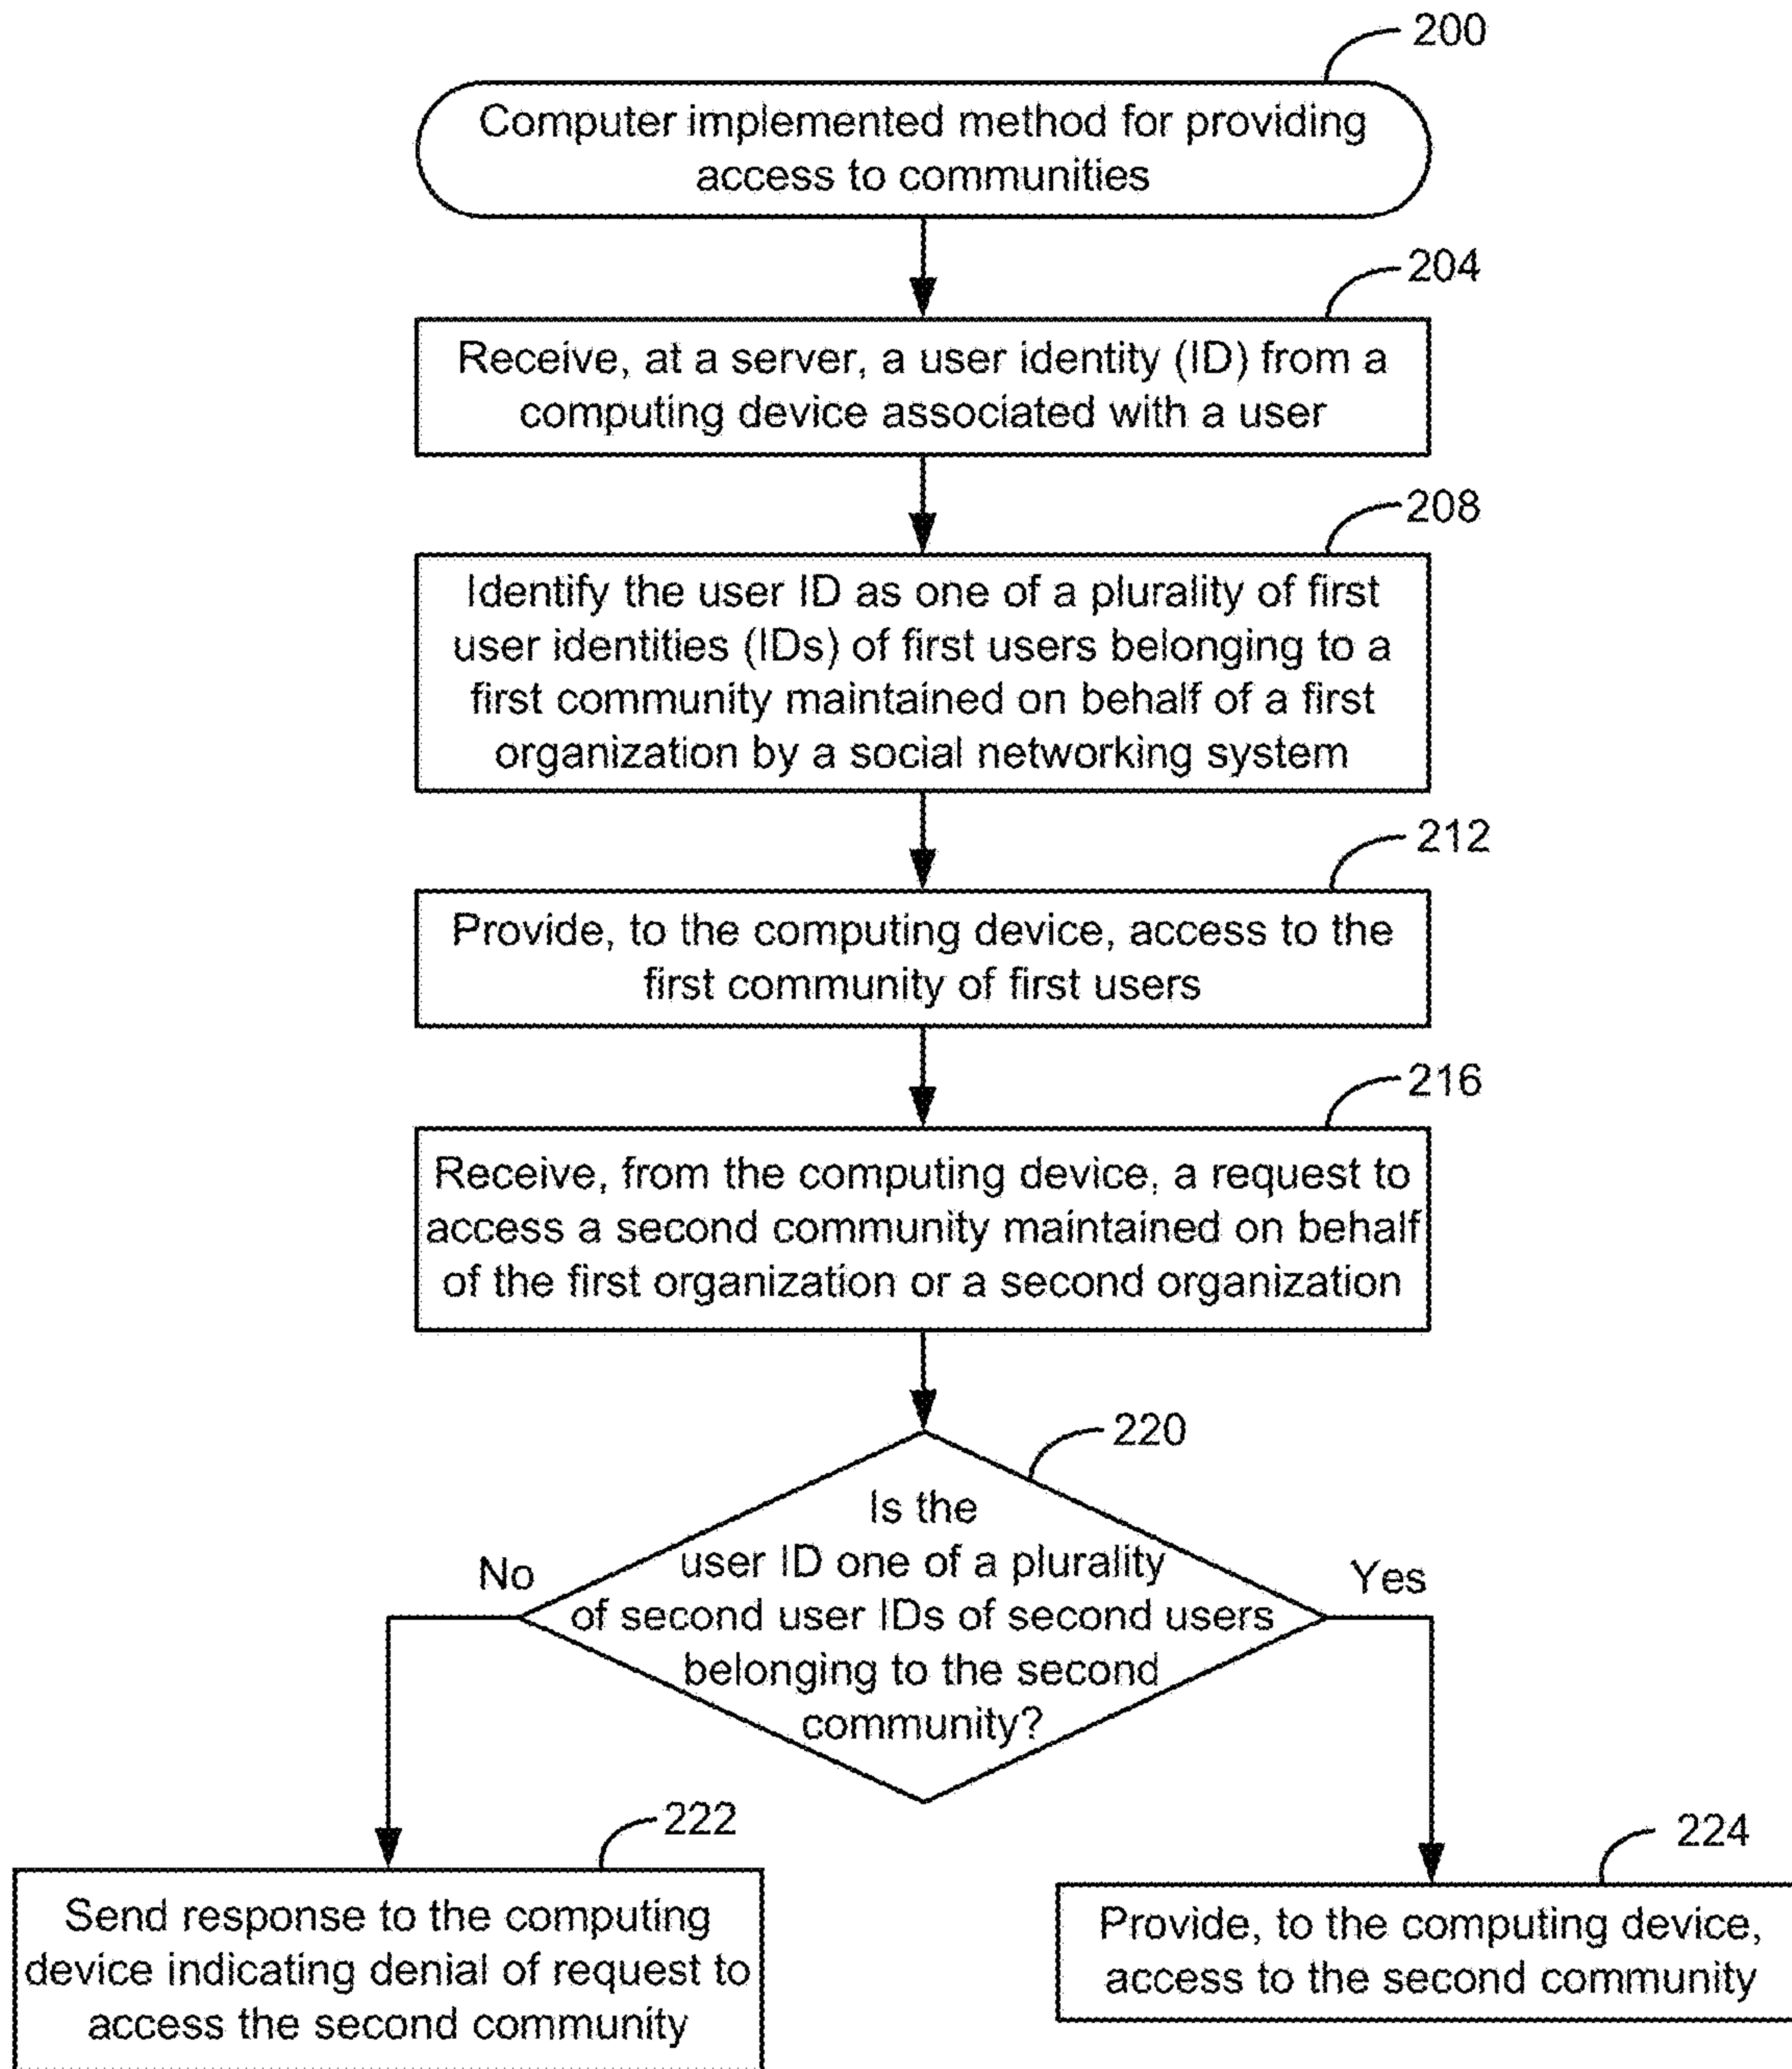 200
Computer implemented method for providing
access to communities
204
Receive, at a server, a user identity (ID) from a
computing device associated with a user
208
Identify the user ID as one of a plurality of first
user identities (IDs) of first users belonging to a
first community maintained on behalf of a first
organization by a social networking system
212
Provide, to the computing device, access to the
first community of first users
216
Receive, from the computing device, a request to
access a second community maintained on behalf
of the first organization or a second organization
220
Is the
user ID one of a plurality
of second user IDs of second users
belonging to the second
community?
No
Yes
222
Send response to the computing
device indicating denial of request to
access the second community
224
Provide, to the computing device,
access to the second community